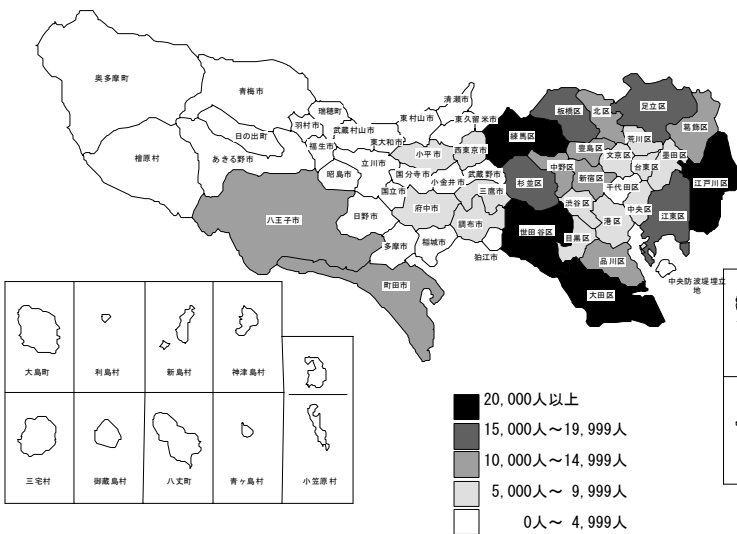 奥多摩町
青梅市
瑞穂町
清瀬市
東村山市
東久留米市
羽村市
武蔵村山市
日の出町
福生市
東大和市
小平市
西東京市
練馬区
板橋区
北区
足立区
葛飾区
荒川区
豊島区
文京区
墨田区
台東区
中野区
新宿区
千代田区
江戸川区
杉並区
檜原村
あきる野市
昭島市
立川市
国分寺市
武蔵野市
小金井市
国立市
三鷹市
渋谷区
中央区
港区
江東区
八王子市
日野市
府中市
調布市
世田谷区
目黒区
多摩市
稲城市
狛江市
品川区
中央防波堤埋立
地
町田市
大田区
大島町
利島村
新島村
神津島村
三宅村
御蔵島村
八丈町
青ヶ島村
小笠原村
20,000人以上
15,000人～19,999人
10,000人～14,999人
5,000人～ 9,999人
0人～ 4,999人